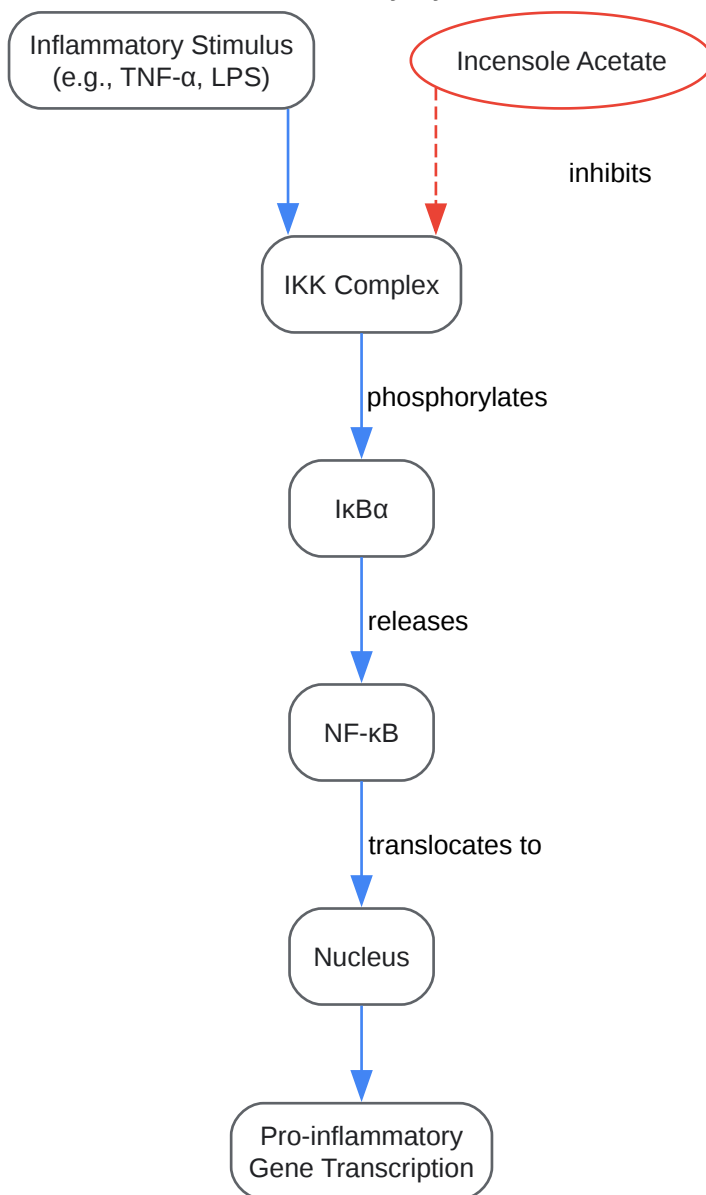 Inflammatory Stimulus
(e.g., TNF-α, LPS)
Incensole Acetate
inhibits
IKK Complex
phosphorylates
IκBα
releases
NF-κB
translocates to
Nucleus
Pro-inflammatory
Gene Transcription